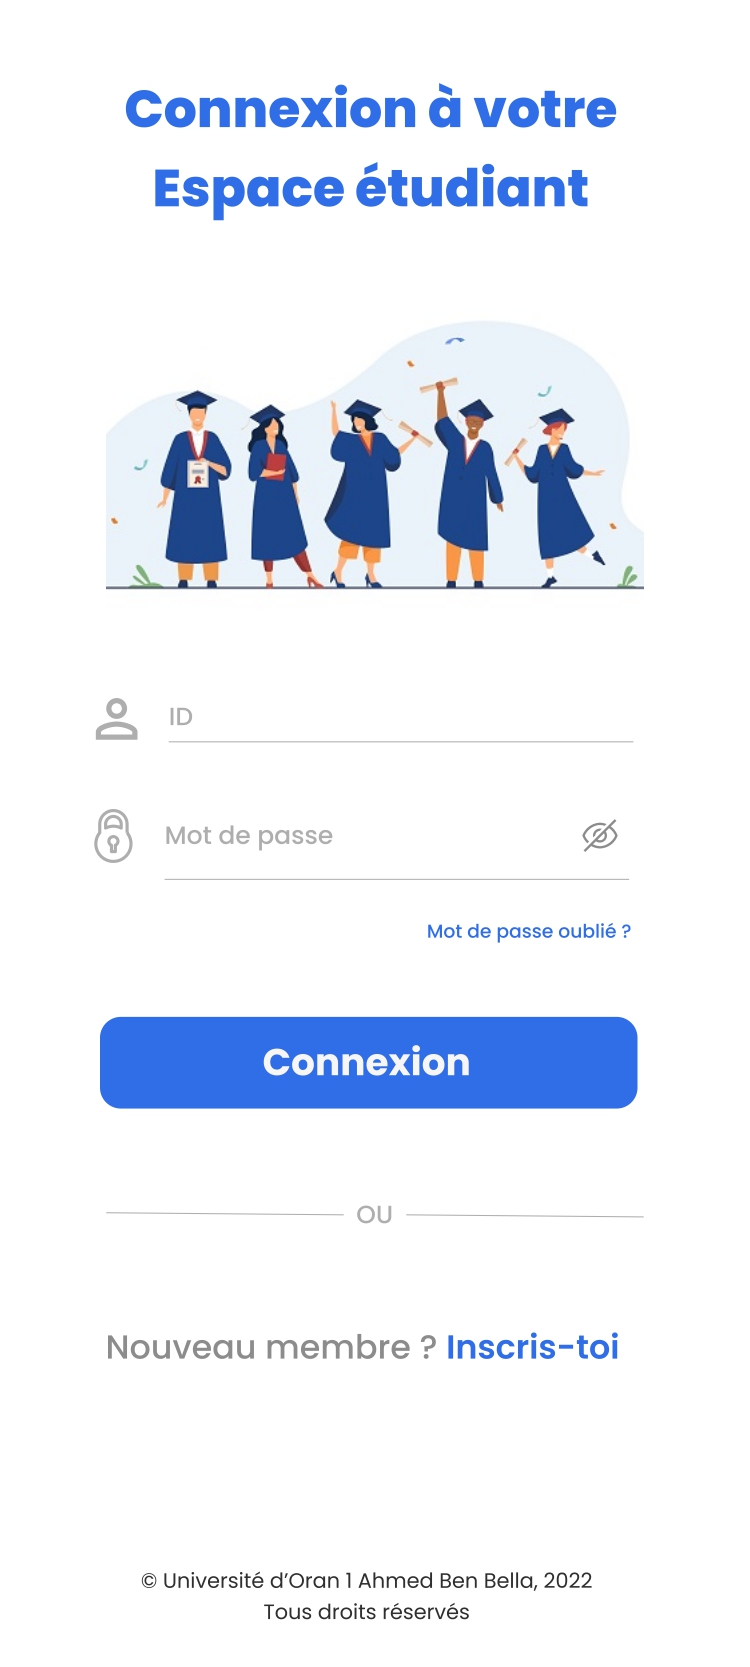 Connexion à votre
Espace étudiant
ID
Mot de passe
Mot de passe oublié ?
Connexion
OU
Nouveau membre ? Inscris-toi
© Université d’Oran 1 Ahmed Ben Bella, 2022
Tous droits réservés